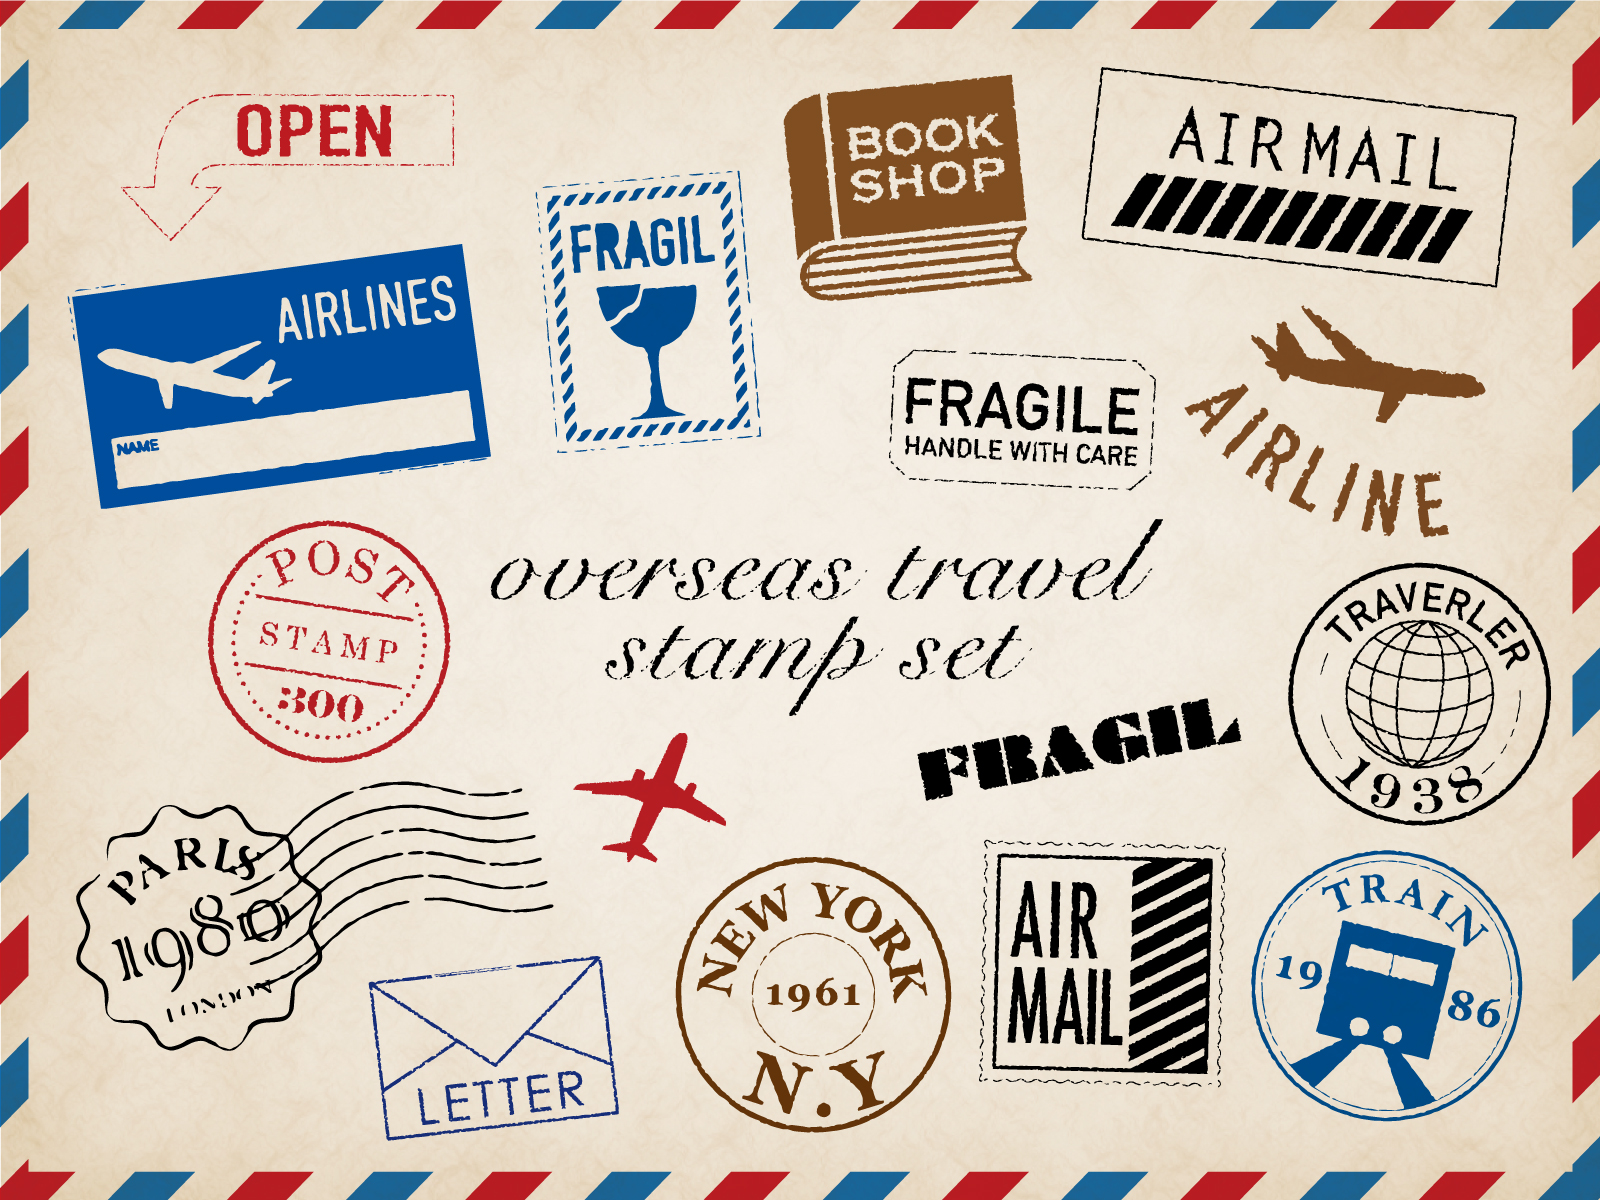 OPEN
BOOK
SHOP
AIR MAIL
FRAGIL
AIRLINES
NAME
FRAGILE
HANDLE WITH CARE
AIRLINE
POST
STAMP
300
overseas travel
stamp set
TRAVERLER
1938
FRAGIL
PARIS
1980
LONDON
NEW YORK
1961
N.Y
AIR
MAIL
TRAIN
19 86
LETTER